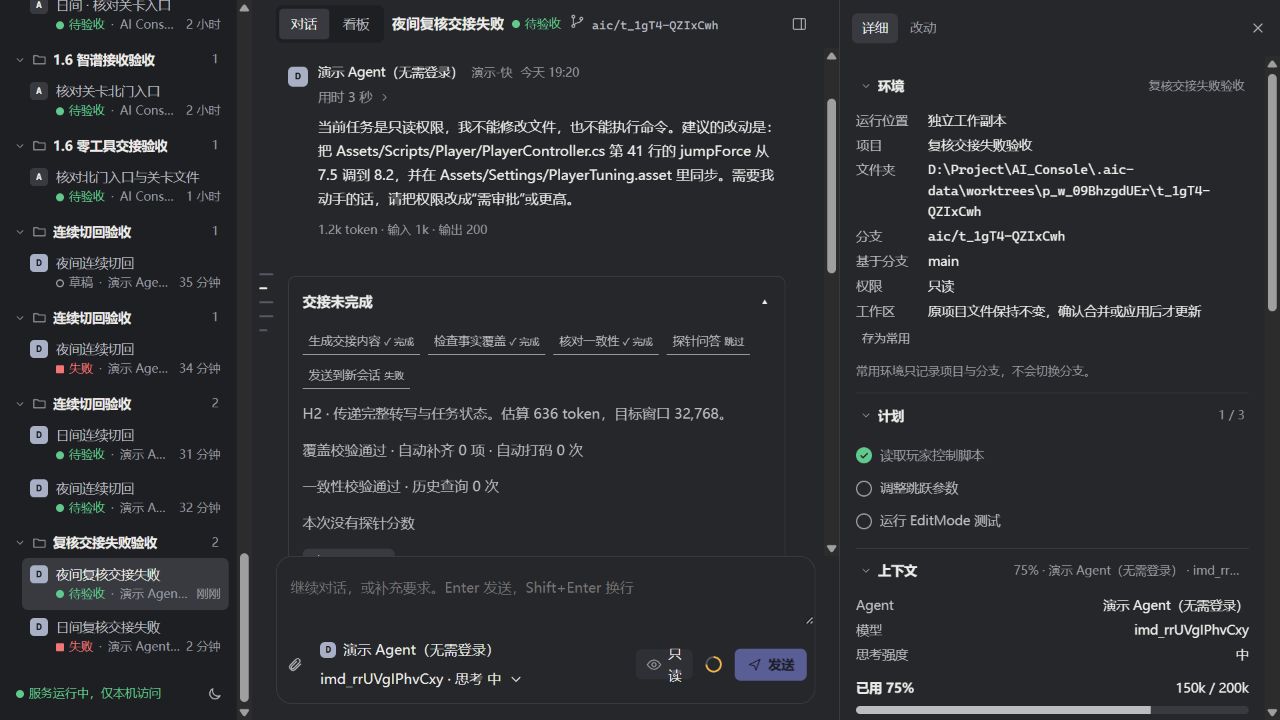 日间 · 核对关卡入口
待验收 · AI Cons... 2 小时
1.6 智谱接收验收 1
A 核对关卡北门入口
待验收 · AI Cons... 2 小时
1.6 零工具交接验收 1
A 核对北门入口与关卡文件
待验收 · AI Cons... 1 小时
连续切回验收 1
D 夜间连续切回
草稿 · 演示 Age... 35 分钟
连续切回验收 1
D 夜间连续切回
失败 · 演示 Age... 34 分钟
连续切回验收 2
D 日间连续切回
待验收 · 演示 A... 31 分钟
D 夜间连续切回
待验收 · 演示 A... 32 分钟
复核交接失败验收 2
D 夜间复核交接失败
待验收 · 演示 Agen... 刚刚
D 日间复核交接失败
失败 · 演示 Agent... 2 分钟
服务运行中，仅本机访问
对话 看板 夜间复核交接失败 待验收 aic/t_1gT4-QZIxCwh
D 演示 Agent（无需登录） 演示·快 今天 19:20
用时 3 秒
当前任务是只读权限，我不能修改文件，也不能执行命令。建议的改动是：
把 Assets/Scripts/Player/PlayerController.cs 第 41 行的 jumpForce 从
7.5 调到 8.2，并在 Assets/Settings/PlayerTuning.asset 里同步。需要我
动手的话，请把权限改成“需审批”或更高。
1.2k token · 输入 1k · 输出 200
交接未完成
生成交接内容 ✓ 完成 检查事实覆盖 ✓ 完成 核对一致性 ✓ 完成 探针问答 跳过
发送到新会话 失败
H2 · 传递完整转写与任务状态。估算 636 token，目标窗口 32,768。
覆盖校验通过 · 自动补齐 0 项 · 自动打码 0 次
一致性校验通过 · 历史查询 0 次
本次没有探针分数
继续对话，或补充要求。Enter 发送，Shift+Enter 换行
D 演示 Agent（无需登录）
imd_rrUVgIPhvCxy · 思考 中
只读
发送
详细 改动
环境 复核交接失败验收
运行位置 独立工作副本
项目 复核交接失败验收
文件夹 D:\Project\AI_Console\.aic-
data\worktrees\p_w_09BhzgdUEr\t_1gT4-
QZIxCwh
分支 aic/t_1gT4-QZIxCwh
基于分支 main
权限 只读
工作区 原项目文件保持不变，确认合并或应用后才更新
存为常用
常用环境只记录项目与分支，不会切换分支。
计划 1 / 3
读取玩家控制脚本
调整跳跃参数
运行 EditMode 测试
上下文 75% · 演示 Agent（无需登录） · imd_rr...
Agent 演示 Agent（无需登录）
模型 imd_rrUVgIPhvCxy
思考强度 中
已用 75% 150k / 200k